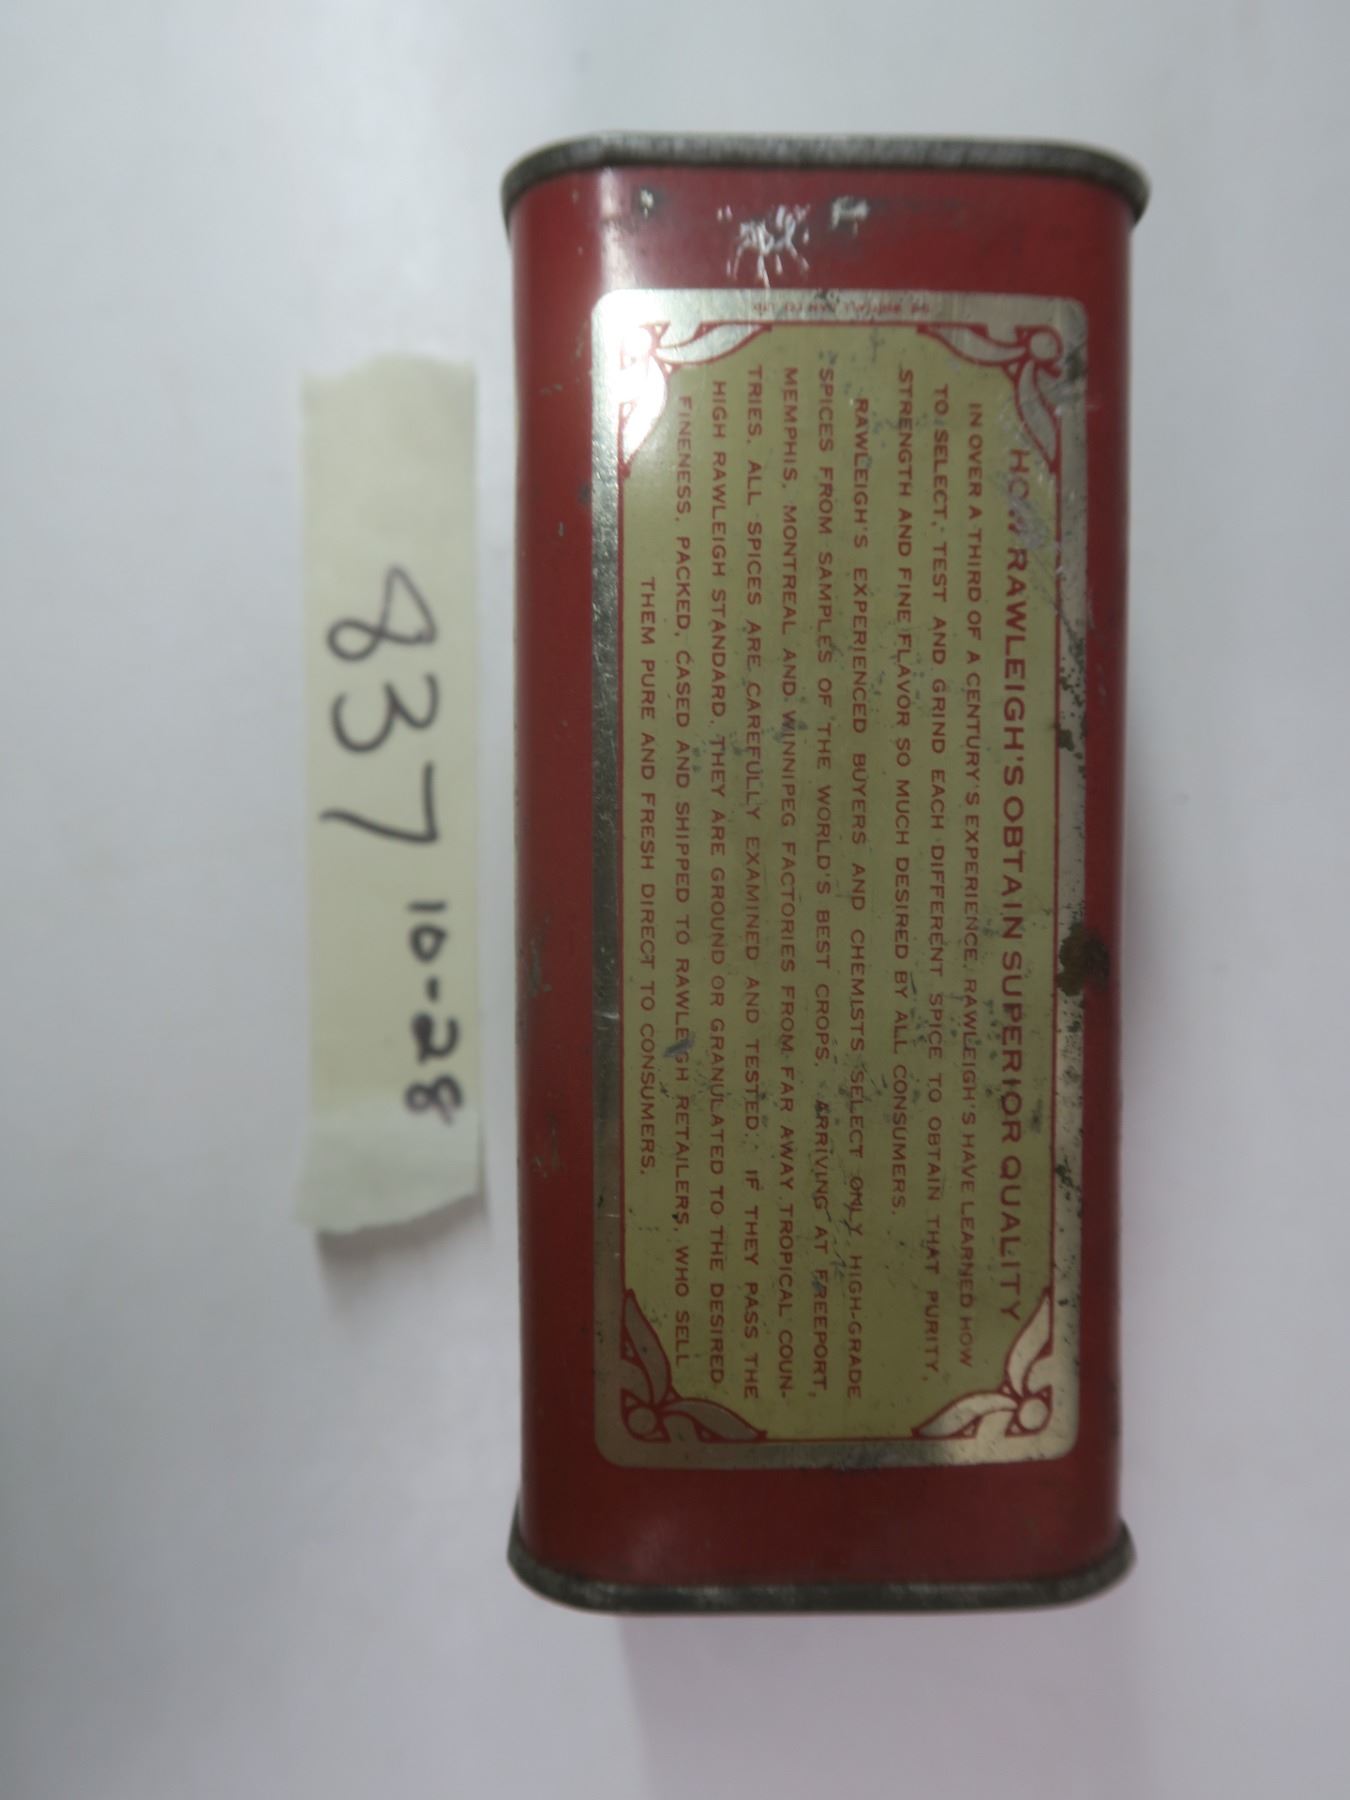 HOW RAWLEIGH'S OBTAIN SUPERIOR QUALITY
IN OVER A THIRD OF A CENTURY'S EXPERIENCE, RAWLEIGH'S HAVE LEARNED HOW
TO SELECT, TEST AND GRIND EACH DIFFERENT SPICE TO OBTAIN THAT PURITY,
STRENGTH AND FINE FLAVOR SO MUCH DESIRED BY ALL CONSUMERS.
RAWLEIGH'S EXPERIENCED BUYERS AND CHEMISTS SELECT ONLY HIGH-GRADE
SPICES FROM SAMPLES OF THE WORLD'S BEST CROPS. ARRIVING AT FREEPORT,
MEMPHIS, MONTREAL AND WINNIPEG FACTORIES FROM FAR AWAY TROPICAL COUN-
TRIES, ALL SPICES ARE CAREFULLY EXAMINED AND TESTED. IF THEY PASS THE
HIGH RAWLEIGH STANDARD, THEY ARE GROUND OR GRANULATED TO THE DESIRED
FINENESS, PACKED, CASED AND SHIPPED TO RAWLEIGH RETAILERS, WHO SELL
THEM PURE AND FRESH DIRECT TO CONSUMERS.
837 10-28